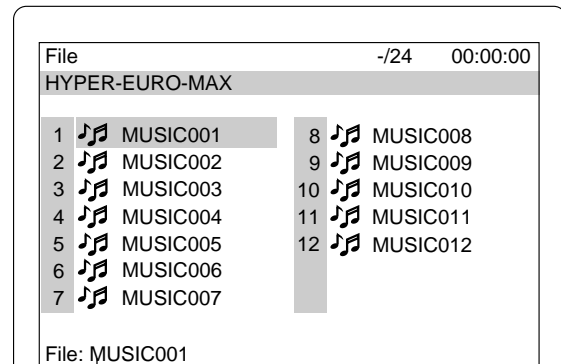 File -/24 00:00:00
HYPER-EURO-MAX
1 MUSIC001
2 MUSIC002
3 MUSIC003
4 MUSIC004
5 MUSIC005
6 MUSIC006
7 MUSIC007
8 MUSIC008
9 MUSIC009
10 MUSIC010
11 MUSIC011
12 MUSIC012
File: MUSIC001